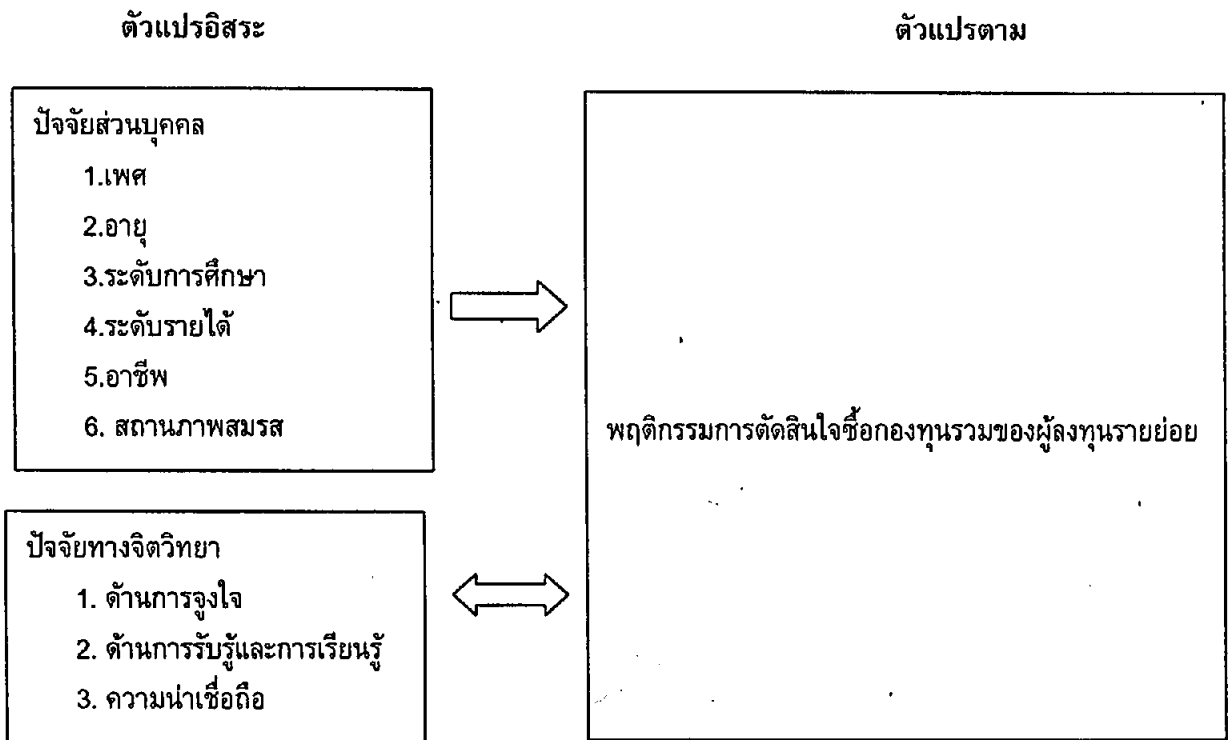 ตัวแปรอิสระ
ตัวแปรตาม
ปัจจัยส่วนบุคคล
1.เพศ
2.อายุ
3.ระดับการศึกษา
4.ระดับรายได้
5.อาชีพ
6. สถานภาพสมรส
ปัจจัยทางจิตวิทยา
1. ด้านการจูงใจ
2. ด้านการรับรู้และการเรียนรู้
3. ความน่าเชื่อถือ
พฤติกรรมการตัดสินใจซื้อกองทุนรวมของผู้ลงทุนรายย่อย